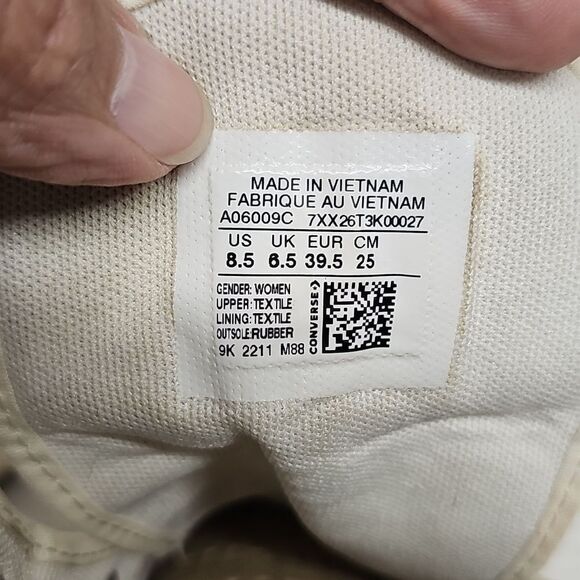 MADE IN VIETNAM
FABRIQUE AU VIETNAM
A06009C 7XX26T3K00027
US UK EUR CM
8.5 6.5 39.5 25
GENDER: WOMEN
UPPER: TEXTILE
LINING: TEXTILE
OUTSOLE:RUBBER
9K 2211 M88
CONVERSE